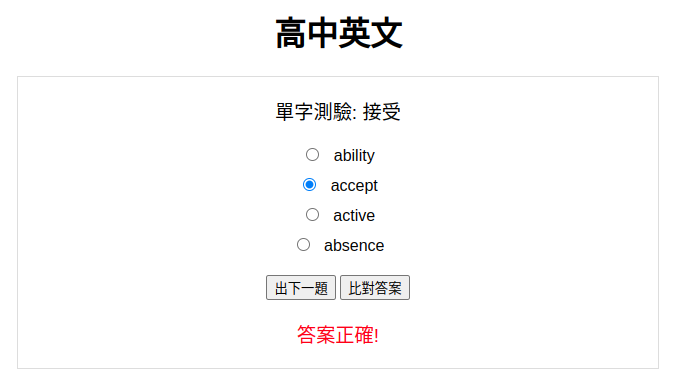 高中英文
單字測驗: 接受
ability
accept
active
absence
出下一題 比對答案
答案正確!